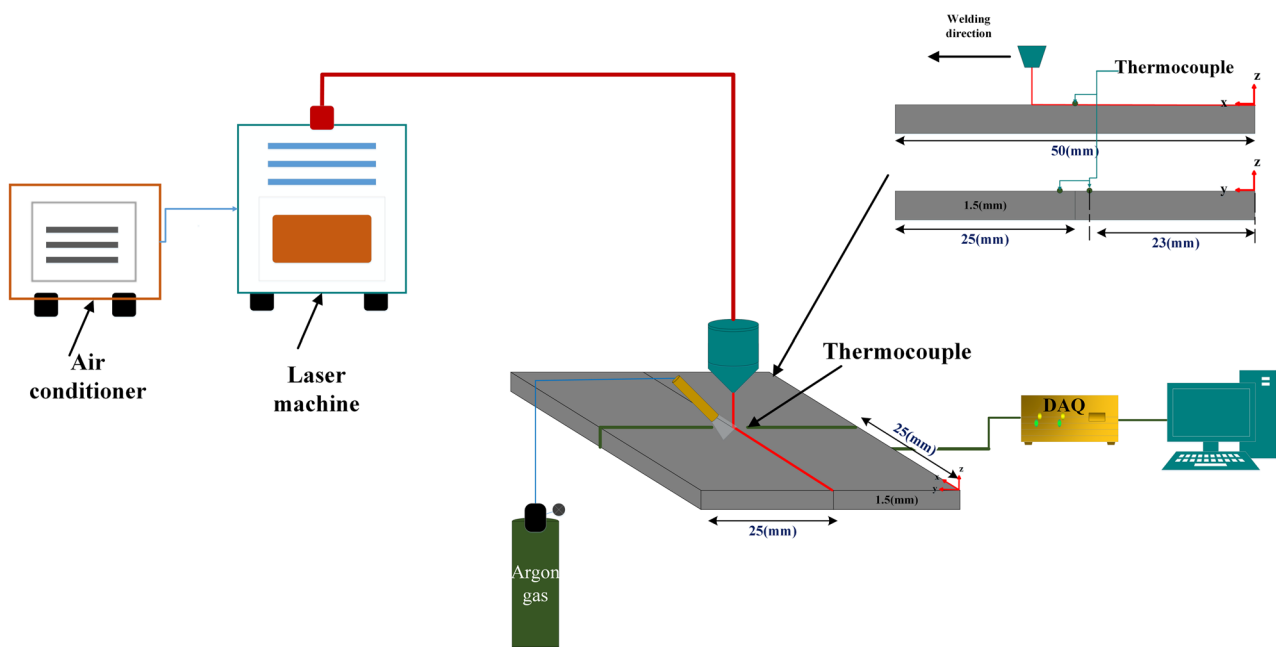 Welding
direction
Thermocouple
z
x
50(mm)
z
y
1.5(mm)
25(mm)
23(mm)
Air
conditioner
Laser
machine
Thermocouple
DAQ
25(mm)
z
x
y
1.5(mm)
25(mm)
Argon
gas